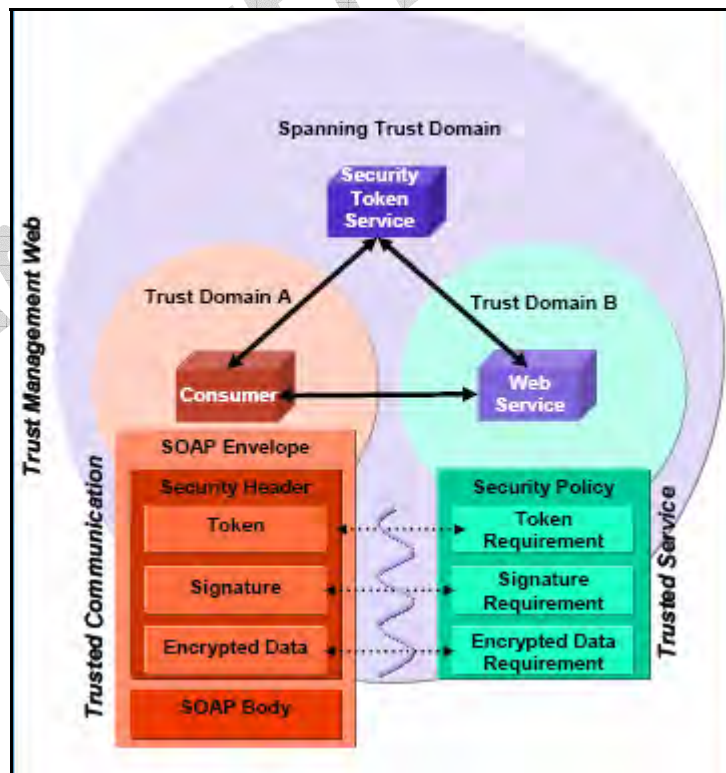 Spanning Trust Domain
Security
Token
Service
Trust Management Web
Trust Domain A
Trust Domain B
Consumer
Web
Service
SOAP Envelope
Security Header
Security Policy
Trusted Communication
Trusted Service
Token
Token
Requirement
Signature
Signature
Requirement
Encrypted Data
Encrypted Data
Requirement
SOAP Body